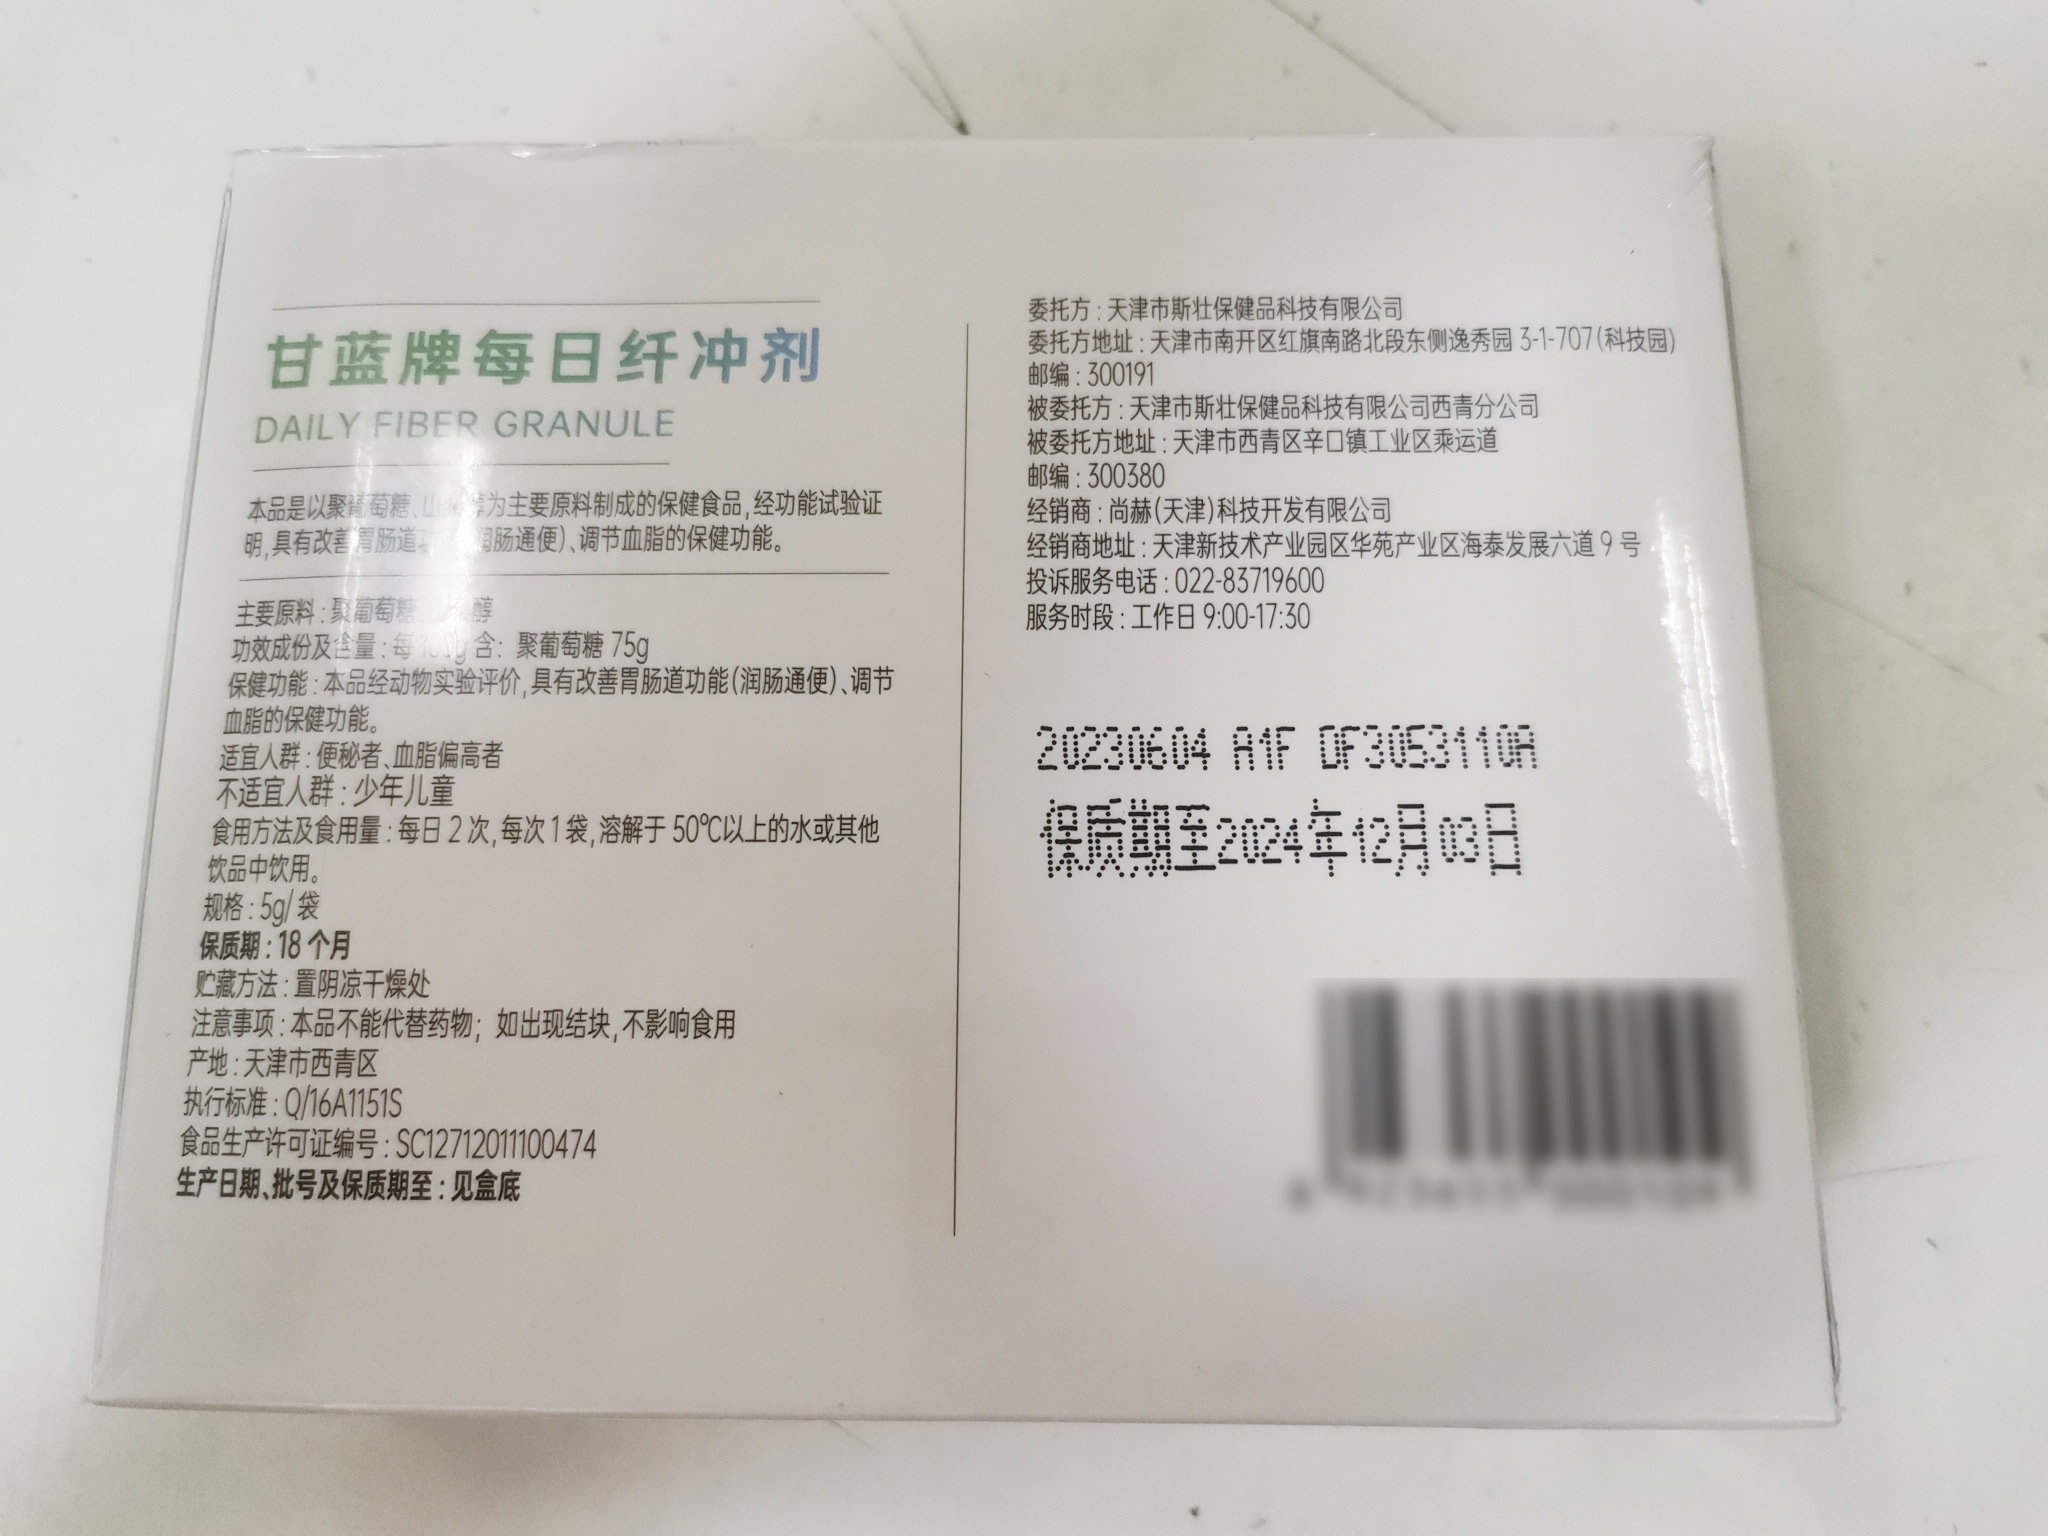 甘蓝牌每日纤冲剂
DAILY FIBER GRANULE
本品是以聚葡萄糖、山梨醇为主要原料制成的保健食品,经功能试验证
明,具有改善胃肠道功能(润肠通便)、调节血脂的保健功能。
主要原料:聚葡萄糖、山梨醇
功效成份及含量:每100g含: 聚葡萄糖 75g
保健功能:本品经动物实验评价,具有改善胃肠道功能(润肠通便)、调节
血脂的保健功能。
适宜人群:便秘者、血脂偏高者
不适宜人群:少年儿童
食用方法及食用量:每日2次,每次1袋,溶解于50℃以上的水或其他
饮品中饮用。
规格:5g/袋
保质期:18个月
贮藏方法:置阴凉干燥处
注意事项:本品不能代替药物; 如出现结块,不影响食用
产地:天津市西青区
执行标准:Q/16A1151S
食品生产许可证编号:SC12712011100474
生产日期、批号及保质期至:见盒底
委托方:天津市斯壮保健品科技有限公司
委托方地址:天津市南开区红旗南路北段东侧逸秀园3-1-707(科技园)
邮编:300191
被委托方:天津市斯壮保健品科技有限公司西青分公司
被委托方地址:天津市西青区辛口镇工业区乘运道
邮编:300380
经销商:尚赫(天津)科技开发有限公司
经销商地址:天津新技术产业园区华苑产业区海泰发展六道9号
投诉服务电话:022-83719600
服务时段:工作日9:00-17:30
20230604 A1F DF3053110A
保质期至2024年12月03日